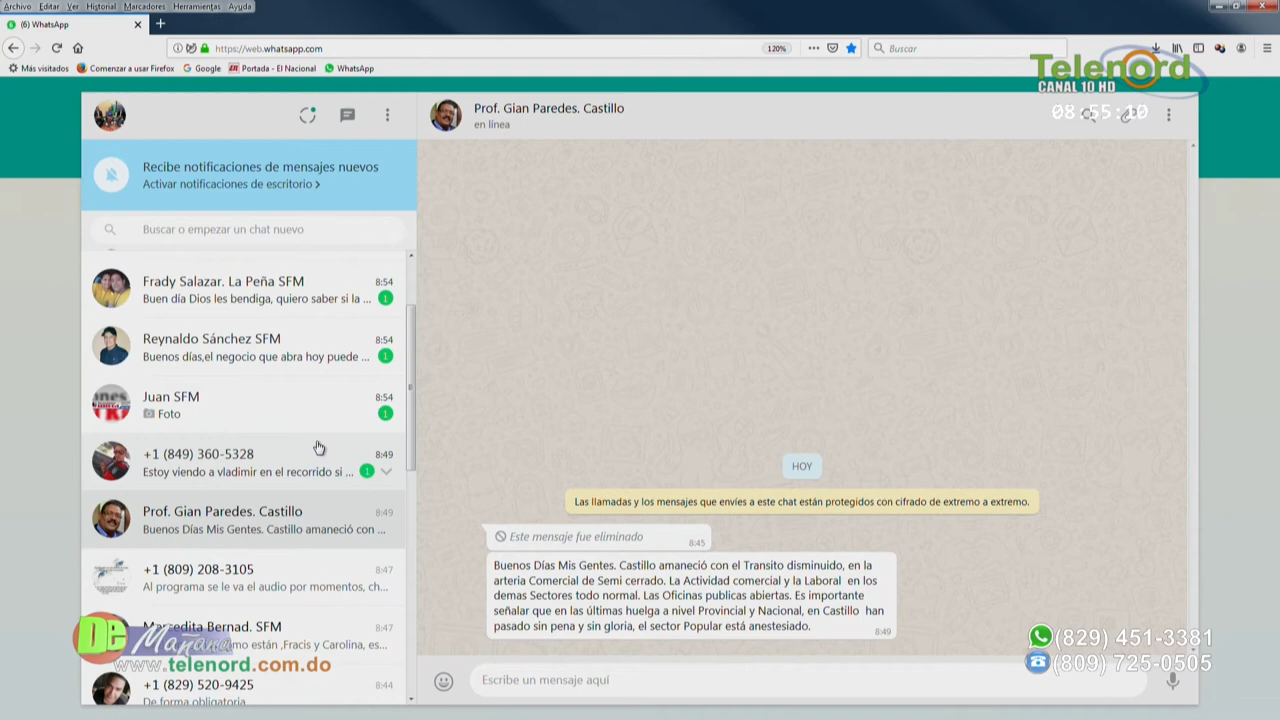 Archivo Editar Ver Historial Marcadores Herramientas Ayuda
(6) WhatsApp
https://web.whatsapp.com
120%
Buscar
Más visitados Comenzar a usar Firefox Google Portada - El Nacional WhatsApp
Telenord
CANAL 10 HD
08:55:10
Prof. Gian Paredes. Castillo
en línea
Recibe notificaciones de mensajes nuevos
Activar notificaciones de escritorio >
Buscar o empezar un chat nuevo
Frady Salazar. La Peña SFM 8:54
Buen día Dios les bendiga, quiero saber si la ... 1
Reynaldo Sánchez SFM 8:54
Buenos días,el negocio que abra hoy puede ... 1
Juan SFM 8:54
Foto 1
+1 (849) 360-5328 8:49
Estoy viendo a vladimir en el recorrido si ... 1
Prof. Gian Paredes. Castillo 8:49
Buenos Días Mis Gentes. Castillo amaneció con ...
+1 (809) 208-3105 8:47
Al programa se le va el audio por momentos, ch...
Mercedita Bernad. SFM 8:47
mo están ,Fracis y Carolina, es...
+1 (829) 520-9425 8:44
De forma obligatoria
HOY
Las llamadas y los mensajes que envíes a este chat están protegidos con cifrado de extremo a extremo.
Este mensaje fue eliminado 8:45
Buenos Días Mis Gentes. Castillo amaneció con el Transito disminuido, en la
arteria Comercial de Semi cerrado. La Actividad comercial y la Laboral en los
demas Sectores todo normal. Las Oficinas publicas abiertas. Es importante
señalar que en las últimas huelga a nivel Provincial y Nacional, en Castillo han
pasado sin pena y sin gloria, el sector Popular está anestesiado. 8:49
Escribe un mensaje aquí
De Mañana
www.telenord.com.do
(829) 451-3381
(809) 725-0505